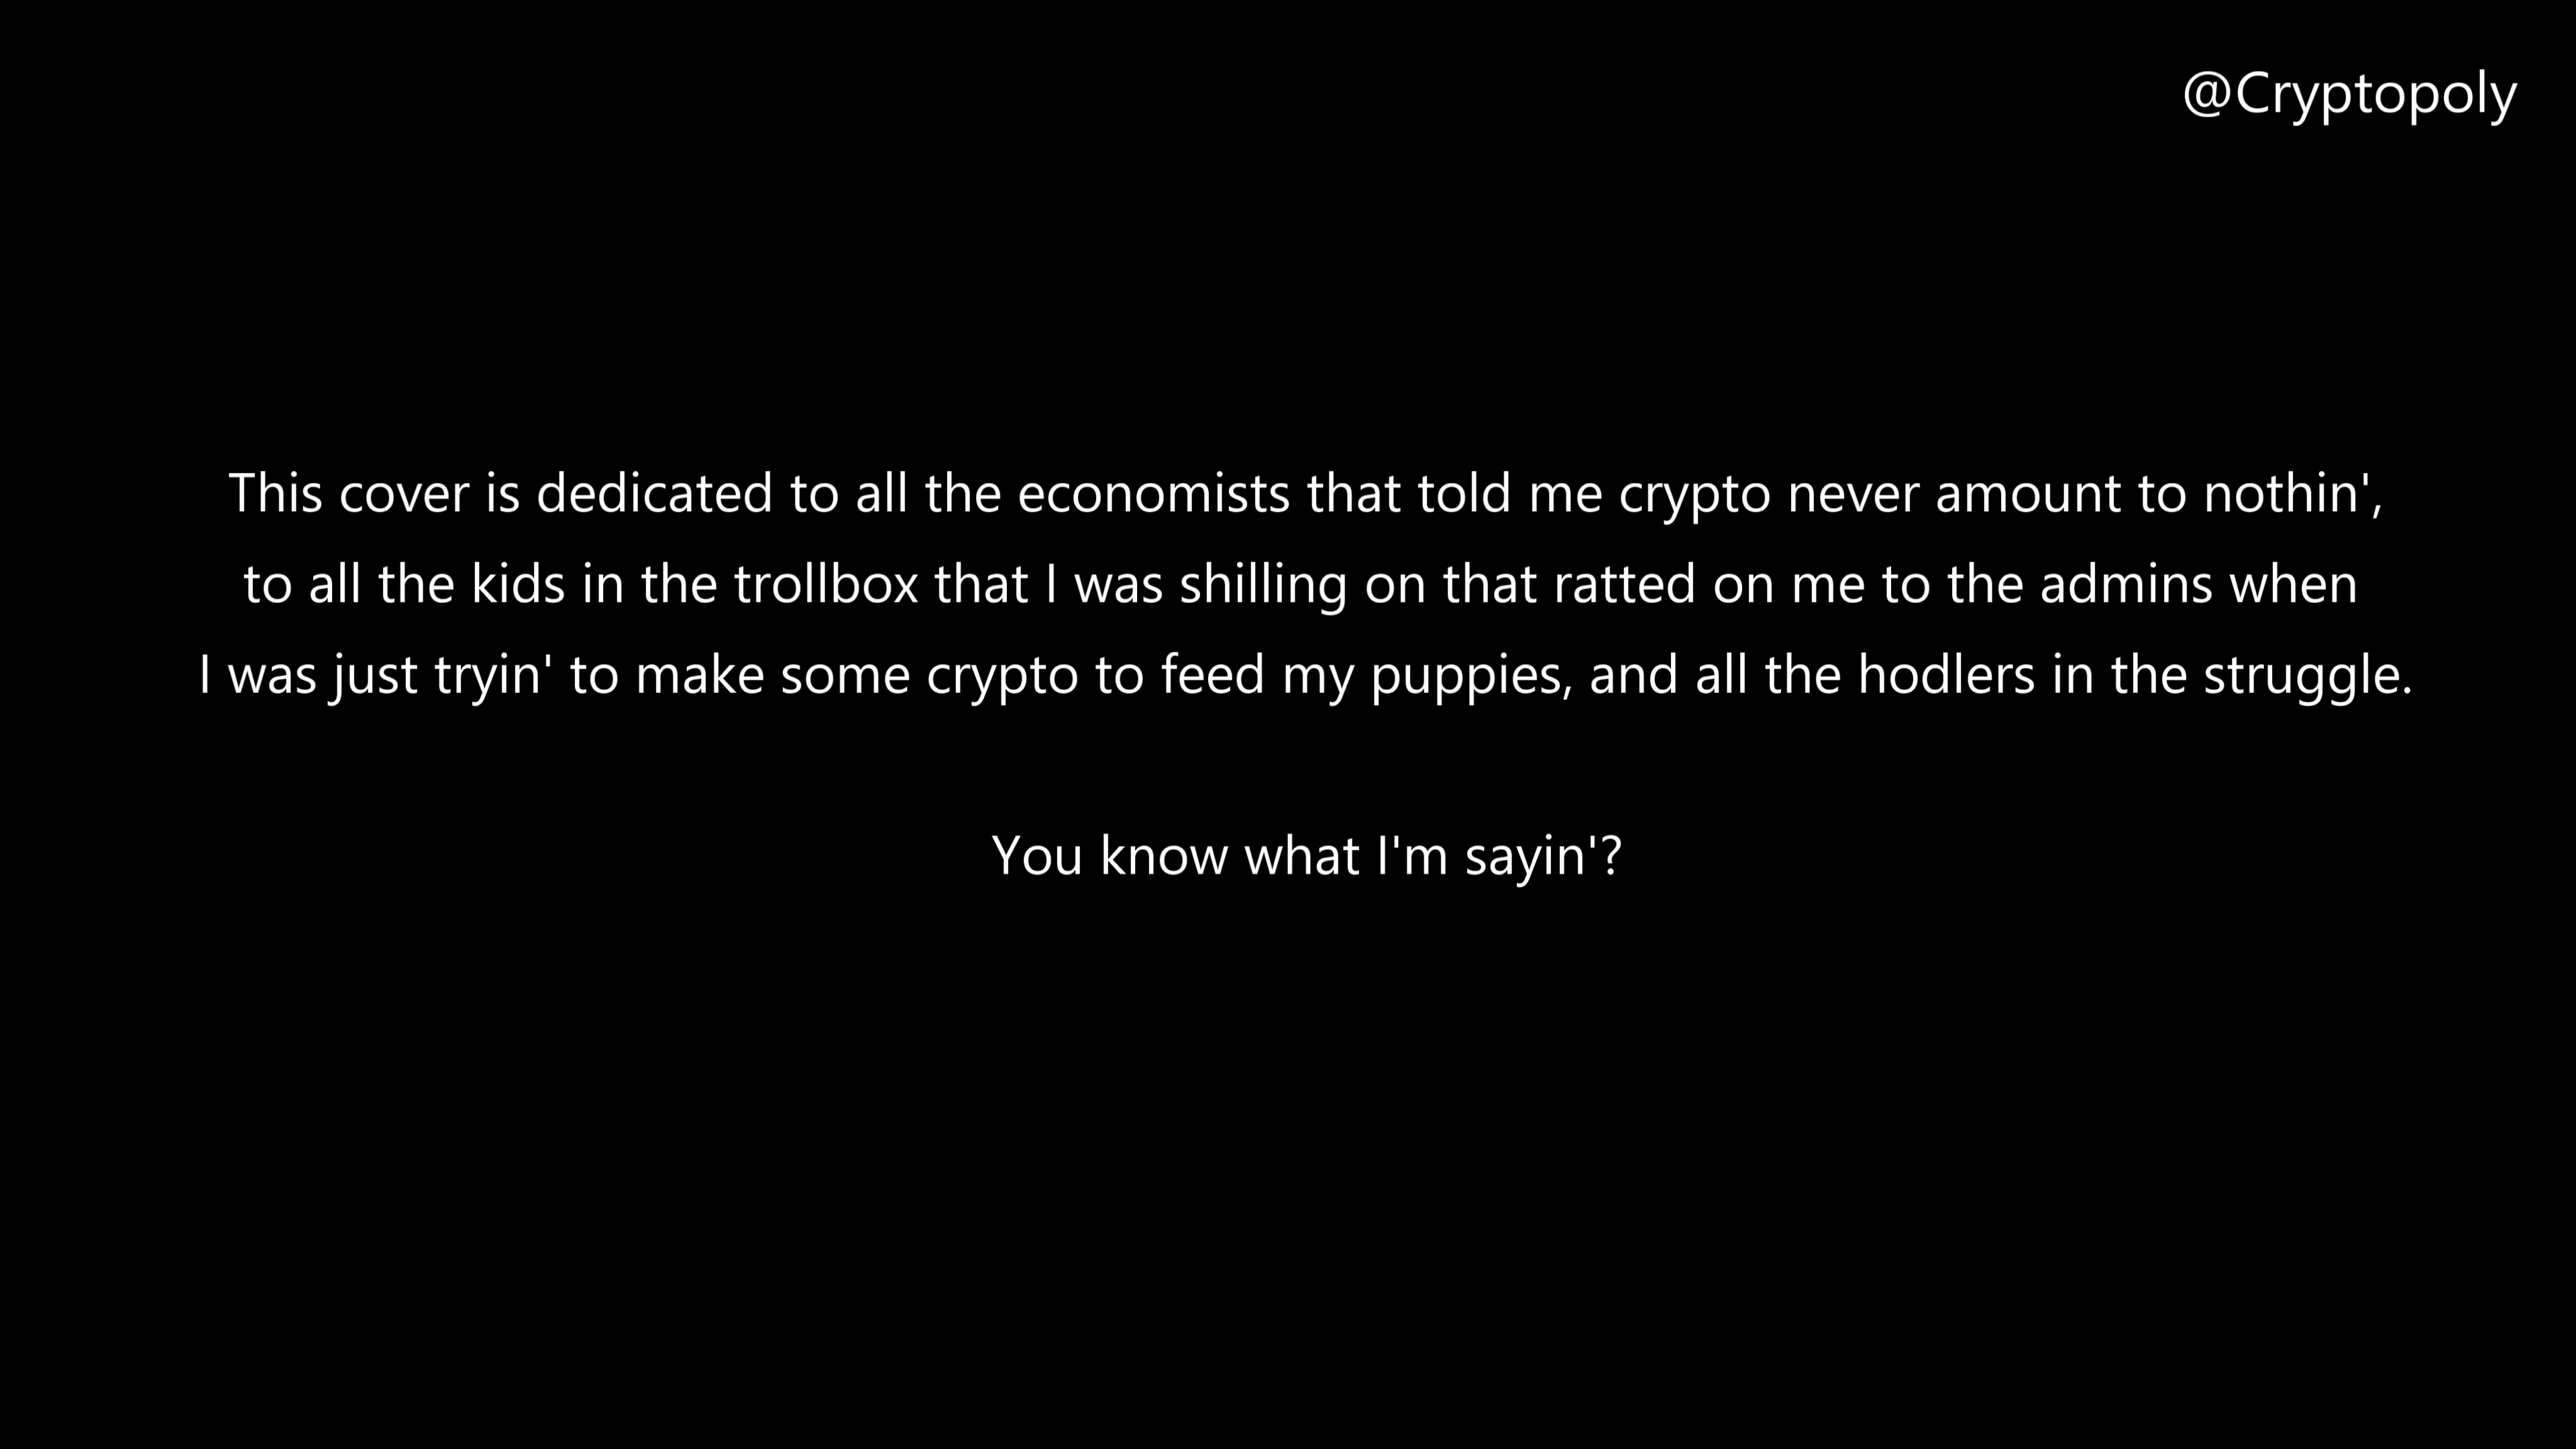 @Cryptopoly
This cover is dedicated to all the economists that told me crypto never amount to nothin',
to all the kids in the trollbox that I was shilling on that ratted on me to the admins when
I was just tryin' to make some crypto to feed my puppies, and all the hodlers in the struggle.
You know what I'm sayin'?